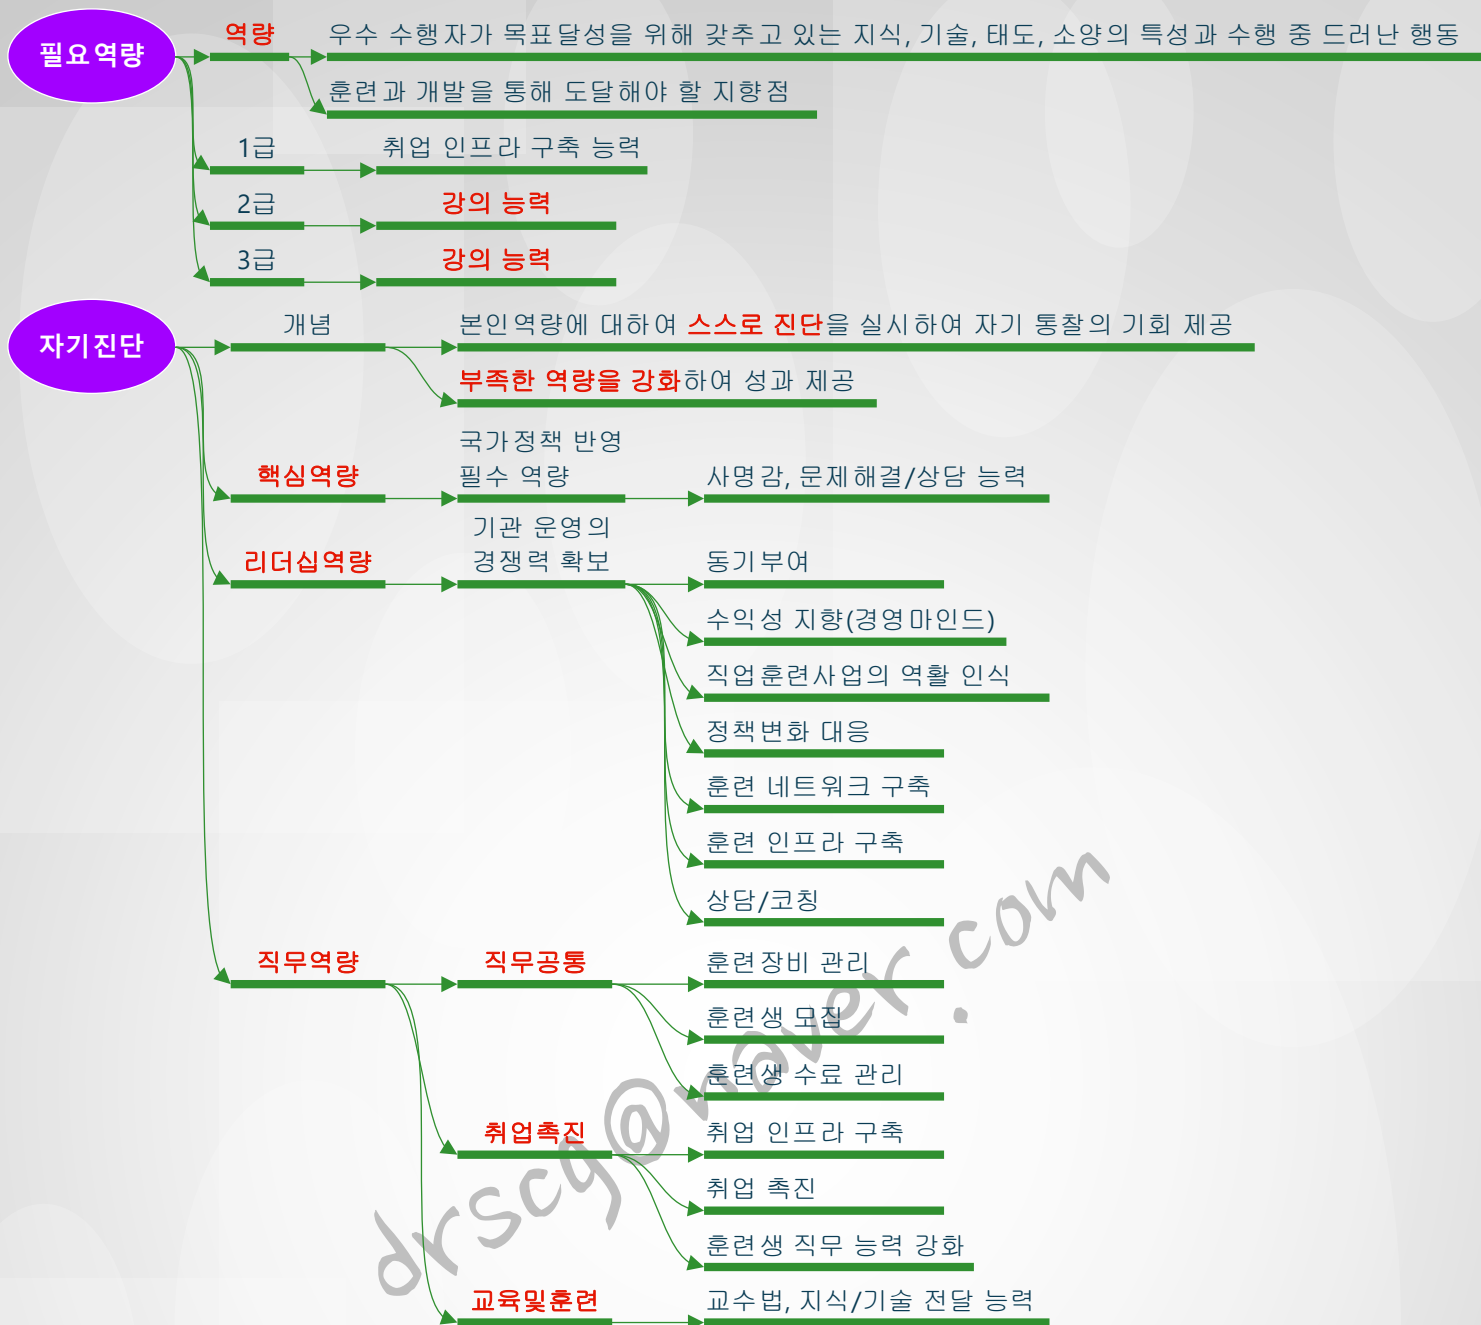 필요역량
역량
우수 수행자가 목표달성을 위해 갖추고 있는 지식, 기술, 태도, 소양의 특성과 수행 중 드러난 행동
훈련과 개발을 통해 도달해야 할 지향점
1급
취업 인프라 구축 능력
2급
강의 능력
3급
강의 능력
자기진단
개념
본인역량에 대하여 스스로 진단을 실시하여 자기 통찰의 기회 제공
부족한 역량을 강화하여 성과 제공
핵심역량
국가정책 반영
필수 역량
사명감, 문제해결/상담 능력
리더십역량
기관 운영의
경쟁력 확보
동기부여
수익성 지향(경영마인드)
직업훈련사업의 역활 인식
정책변화 대응
훈련 네트워크 구축
훈련 인프라 구축
상담/코칭
직무역량
직무공통
훈련장비 관리
훈련생 모집
훈련생 수료 관리
취업촉진
취업 인프라 구축
취업 촉진
훈련생 직무 능력 강화
교육및훈련
교수법, 지식/기술 전달 능력
drscg@naver.com